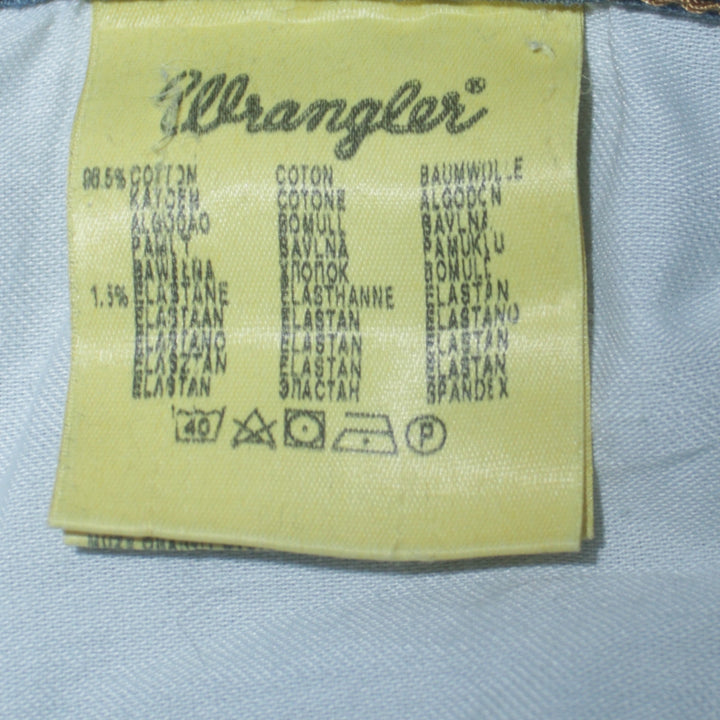 Wrangler®
98.5% COTTON COTON BAUMWOLLE
KATOEN COTONE ALGODON
ALGODAO BOMULL BAVLNA
PAMUT BAVLNA PAMUKLU
BAWEŁNA ХЛОПОК BOMULL
1.5% ELASTANE ELASTHANNE ELASTAN
ELASTAAN ELASTAN ELASTANO
ELASTANO ELASTAN ELASTAN
ELASZTAN ELASTAN ELASTAN
ELASTAN ЭЛАСТАН SPANDEX
40 P